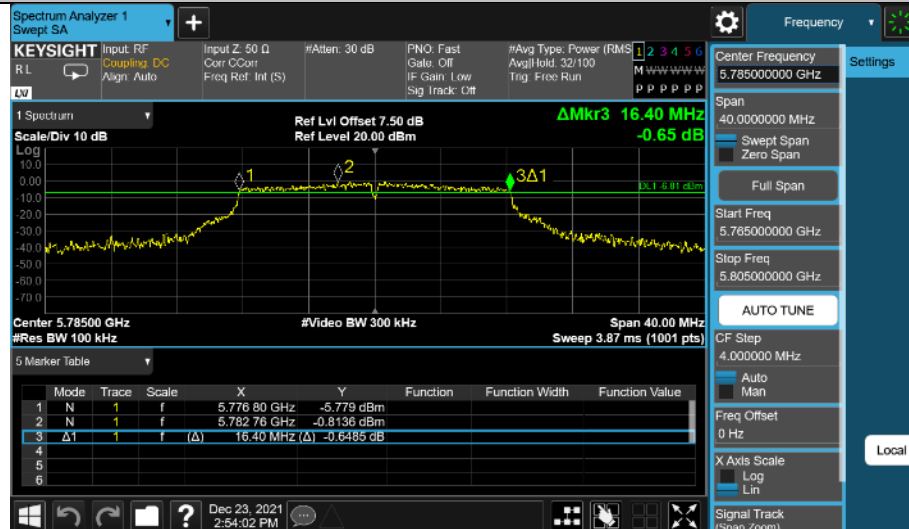 Spectrum Analyzer 1
Swept SA
+
Frequency
KEYSIGHT
RL
LXI
Input: RF
Coupling: DC
Align: Auto
Input Z: 50 Ω
Corr CCorr
Freq Ref: Int (S)
#Atten: 30 dB
PNO: Fast
Gate: Off
IF Gain: Low
Sig Track: Off
#Avg Type: Power (RMS
Avg|Hold: 32/100
Trig: Free Run
1 2 3 4 5 6
M W W W W W
P P P P P P
1 Spectrum
Scale/Div 10 dB
Ref Lvl Offset 7.50 dB
Ref Level 20.00 dBm
ΔMkr3 16.40 MHz
-0.65 dB
Log
10.0
0.00
-10.0
-20.0
-30.0
-40.0
-50.0
-60.0
-70.0
1
2
3Δ1
DL1 -6.81 dBm
Center 5.78500 GHz
#Res BW 100 kHz
#Video BW 300 kHz
Span 40.00 MHz
Sweep 3.87 ms (1001 pts)
5 Marker Table
Mode Trace Scale X Y Function Function Width Function Value
1 N 1 f 5.776 80 GHz -5.779 dBm
2 N 1 f 5.782 76 GHz -0.8136 dBm
3 Δ1 1 f (Δ) 16.40 MHz (Δ) -0.6485 dB
4
5
6
?
Dec 23, 2021
2:54:02 PM
Center Frequency
5.785000000 GHz
Span
40.0000000 MHz
Swept Span
Zero Span
Full Span
Start Freq
5.765000000 GHz
Stop Freq
5.805000000 GHz
AUTO TUNE
CF Step
4.000000 MHz
Auto
Man
Freq Offset
0 Hz
X Axis Scale
Log
Lin
Signal Track
(Span Zoom)
Settings
Local